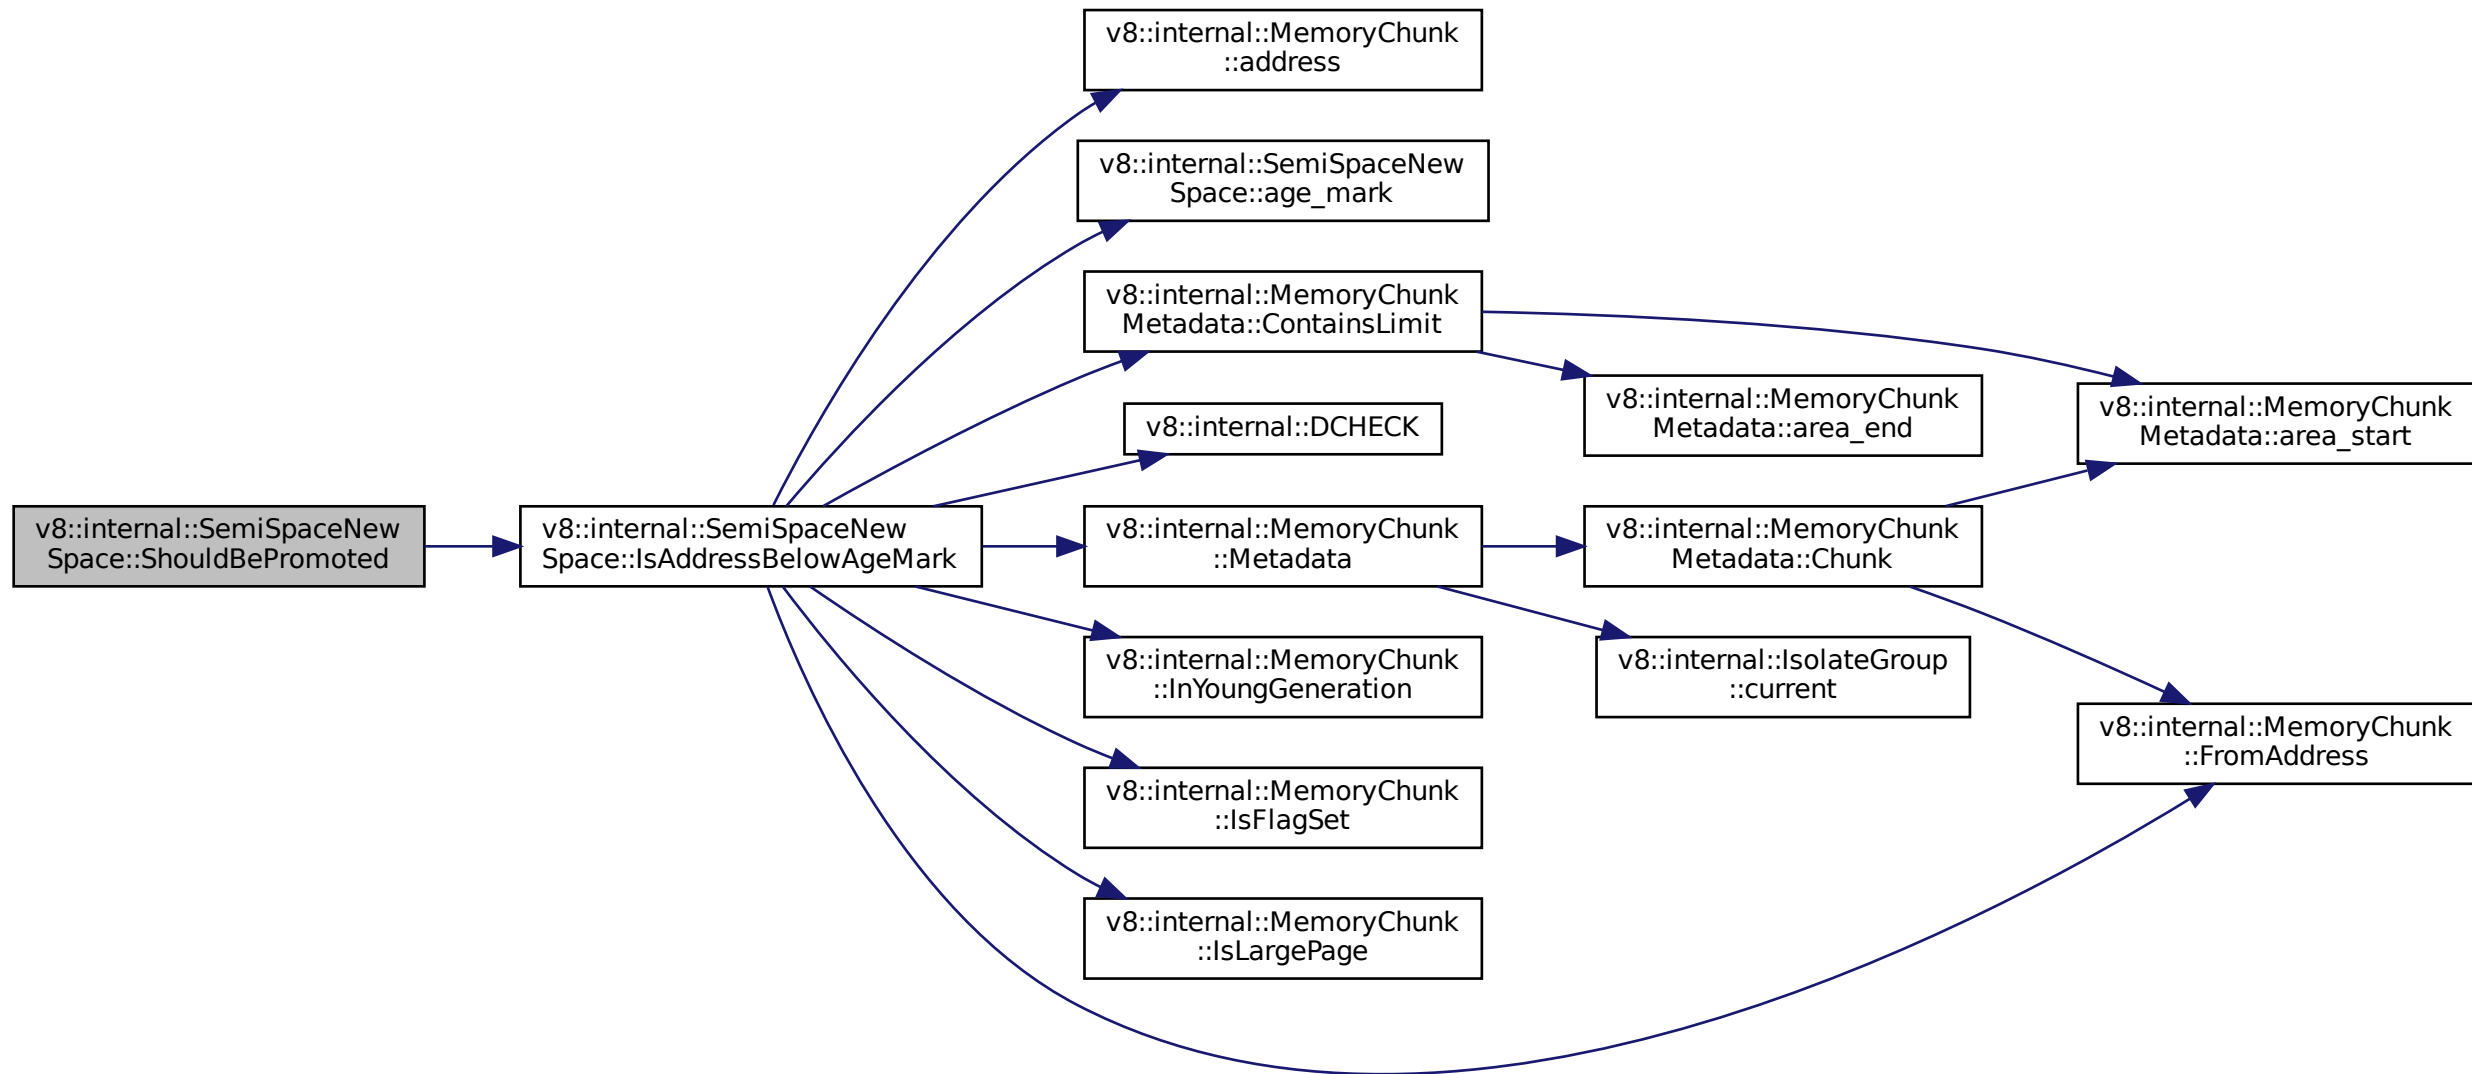 v8::internal::MemoryChunk
::address
v8::internal::SemiSpaceNew
Space::age_mark
v8::internal::MemoryChunk
Metadata::ContainsLimit
v8::internal::MemoryChunk
Metadata::area_end
v8::internal::MemoryChunk
Metadata::area_start
v8::internal::DCHECK
v8::internal::SemiSpaceNew
Space::ShouldBePromoted
v8::internal::SemiSpaceNew
Space::IsAddressBelowAgeMark
v8::internal::MemoryChunk
::Metadata
v8::internal::MemoryChunk
Metadata::Chunk
v8::internal::MemoryChunk
::InYoungGeneration
v8::internal::IsolateGroup
::current
v8::internal::MemoryChunk
::FromAddress
v8::internal::MemoryChunk
::IsFlagSet
v8::internal::MemoryChunk
::IsLargePage